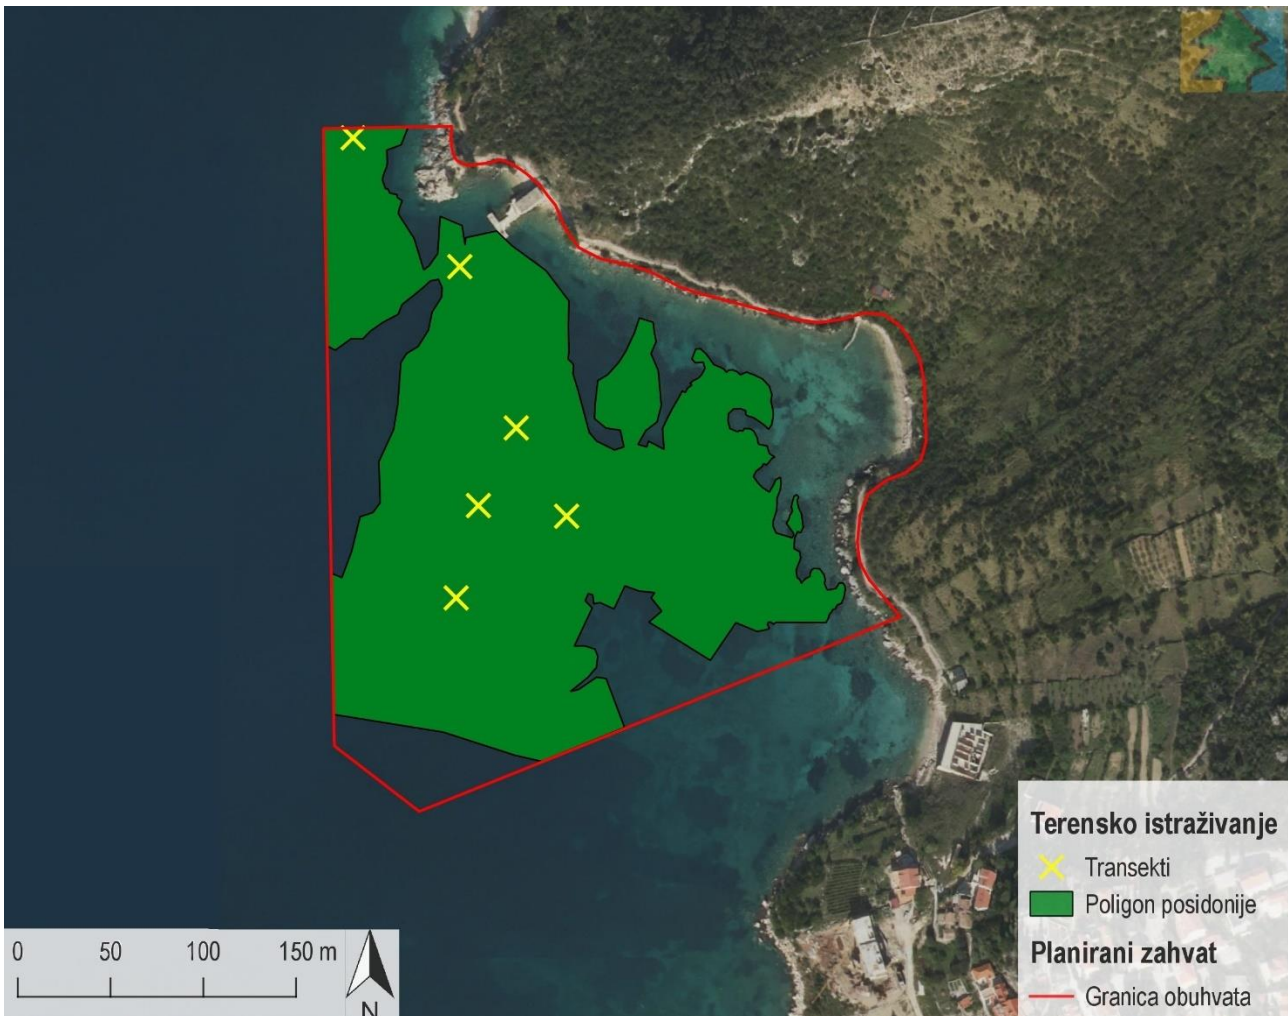 Terensko istraživanje
Transekti
Poligon posidonije
Planirani zahvat
Granica obuhvata
0 50 100 150 m
N